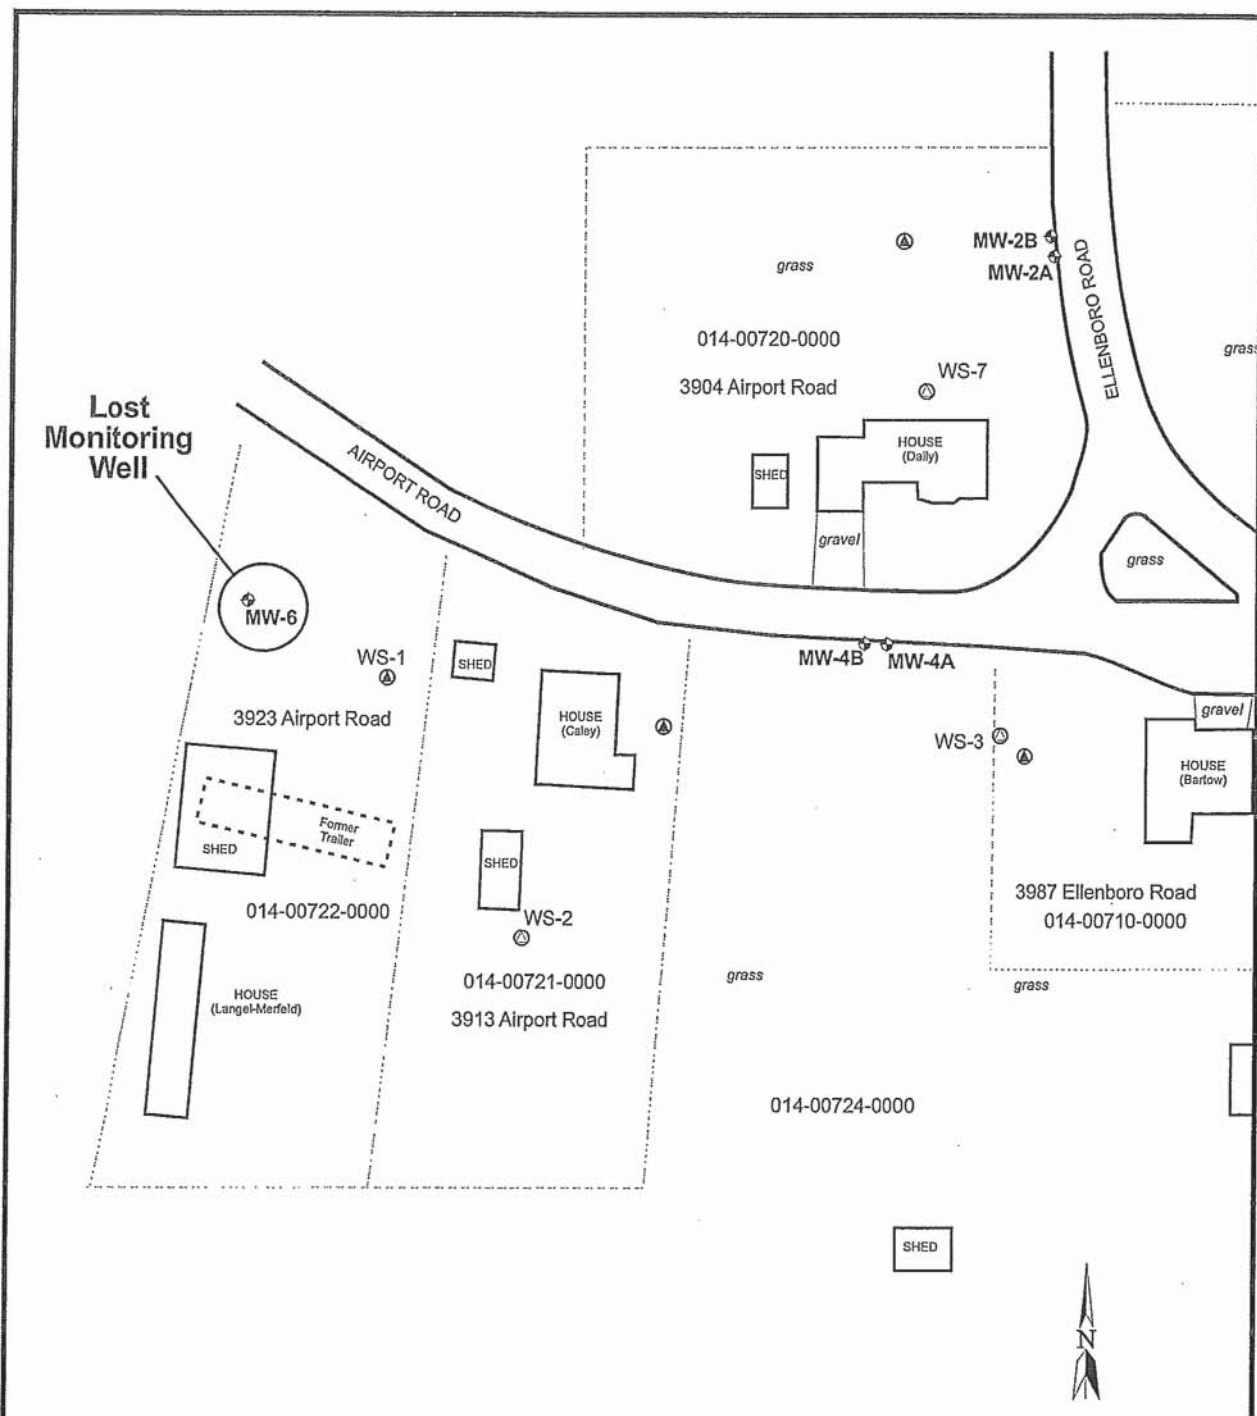 MW-2B
MW-2A
ELLENBORO ROAD
grass
014-00720-0000
3904 Airport Road
WS-7
grass
Lost
Monitoring
Well
AIRPORT ROAD
HOUSE
(Daily)
SHED
gravel
grass
MW-6
WS-1
SHED
MW-4B
MW-4A
3923 Airport Road
HOUSE
(Caley)
WS-3
gravel
HOUSE
(Bartow)
Former
Trailer
SHED
SHED
014-00722-0000
WS-2
3987 Ellenboro Road
014-00710-0000
HOUSE
(Langel-Merfeld)
014-00721-0000
3913 Airport Road
grass
grass
014-00724-0000
SHED
N